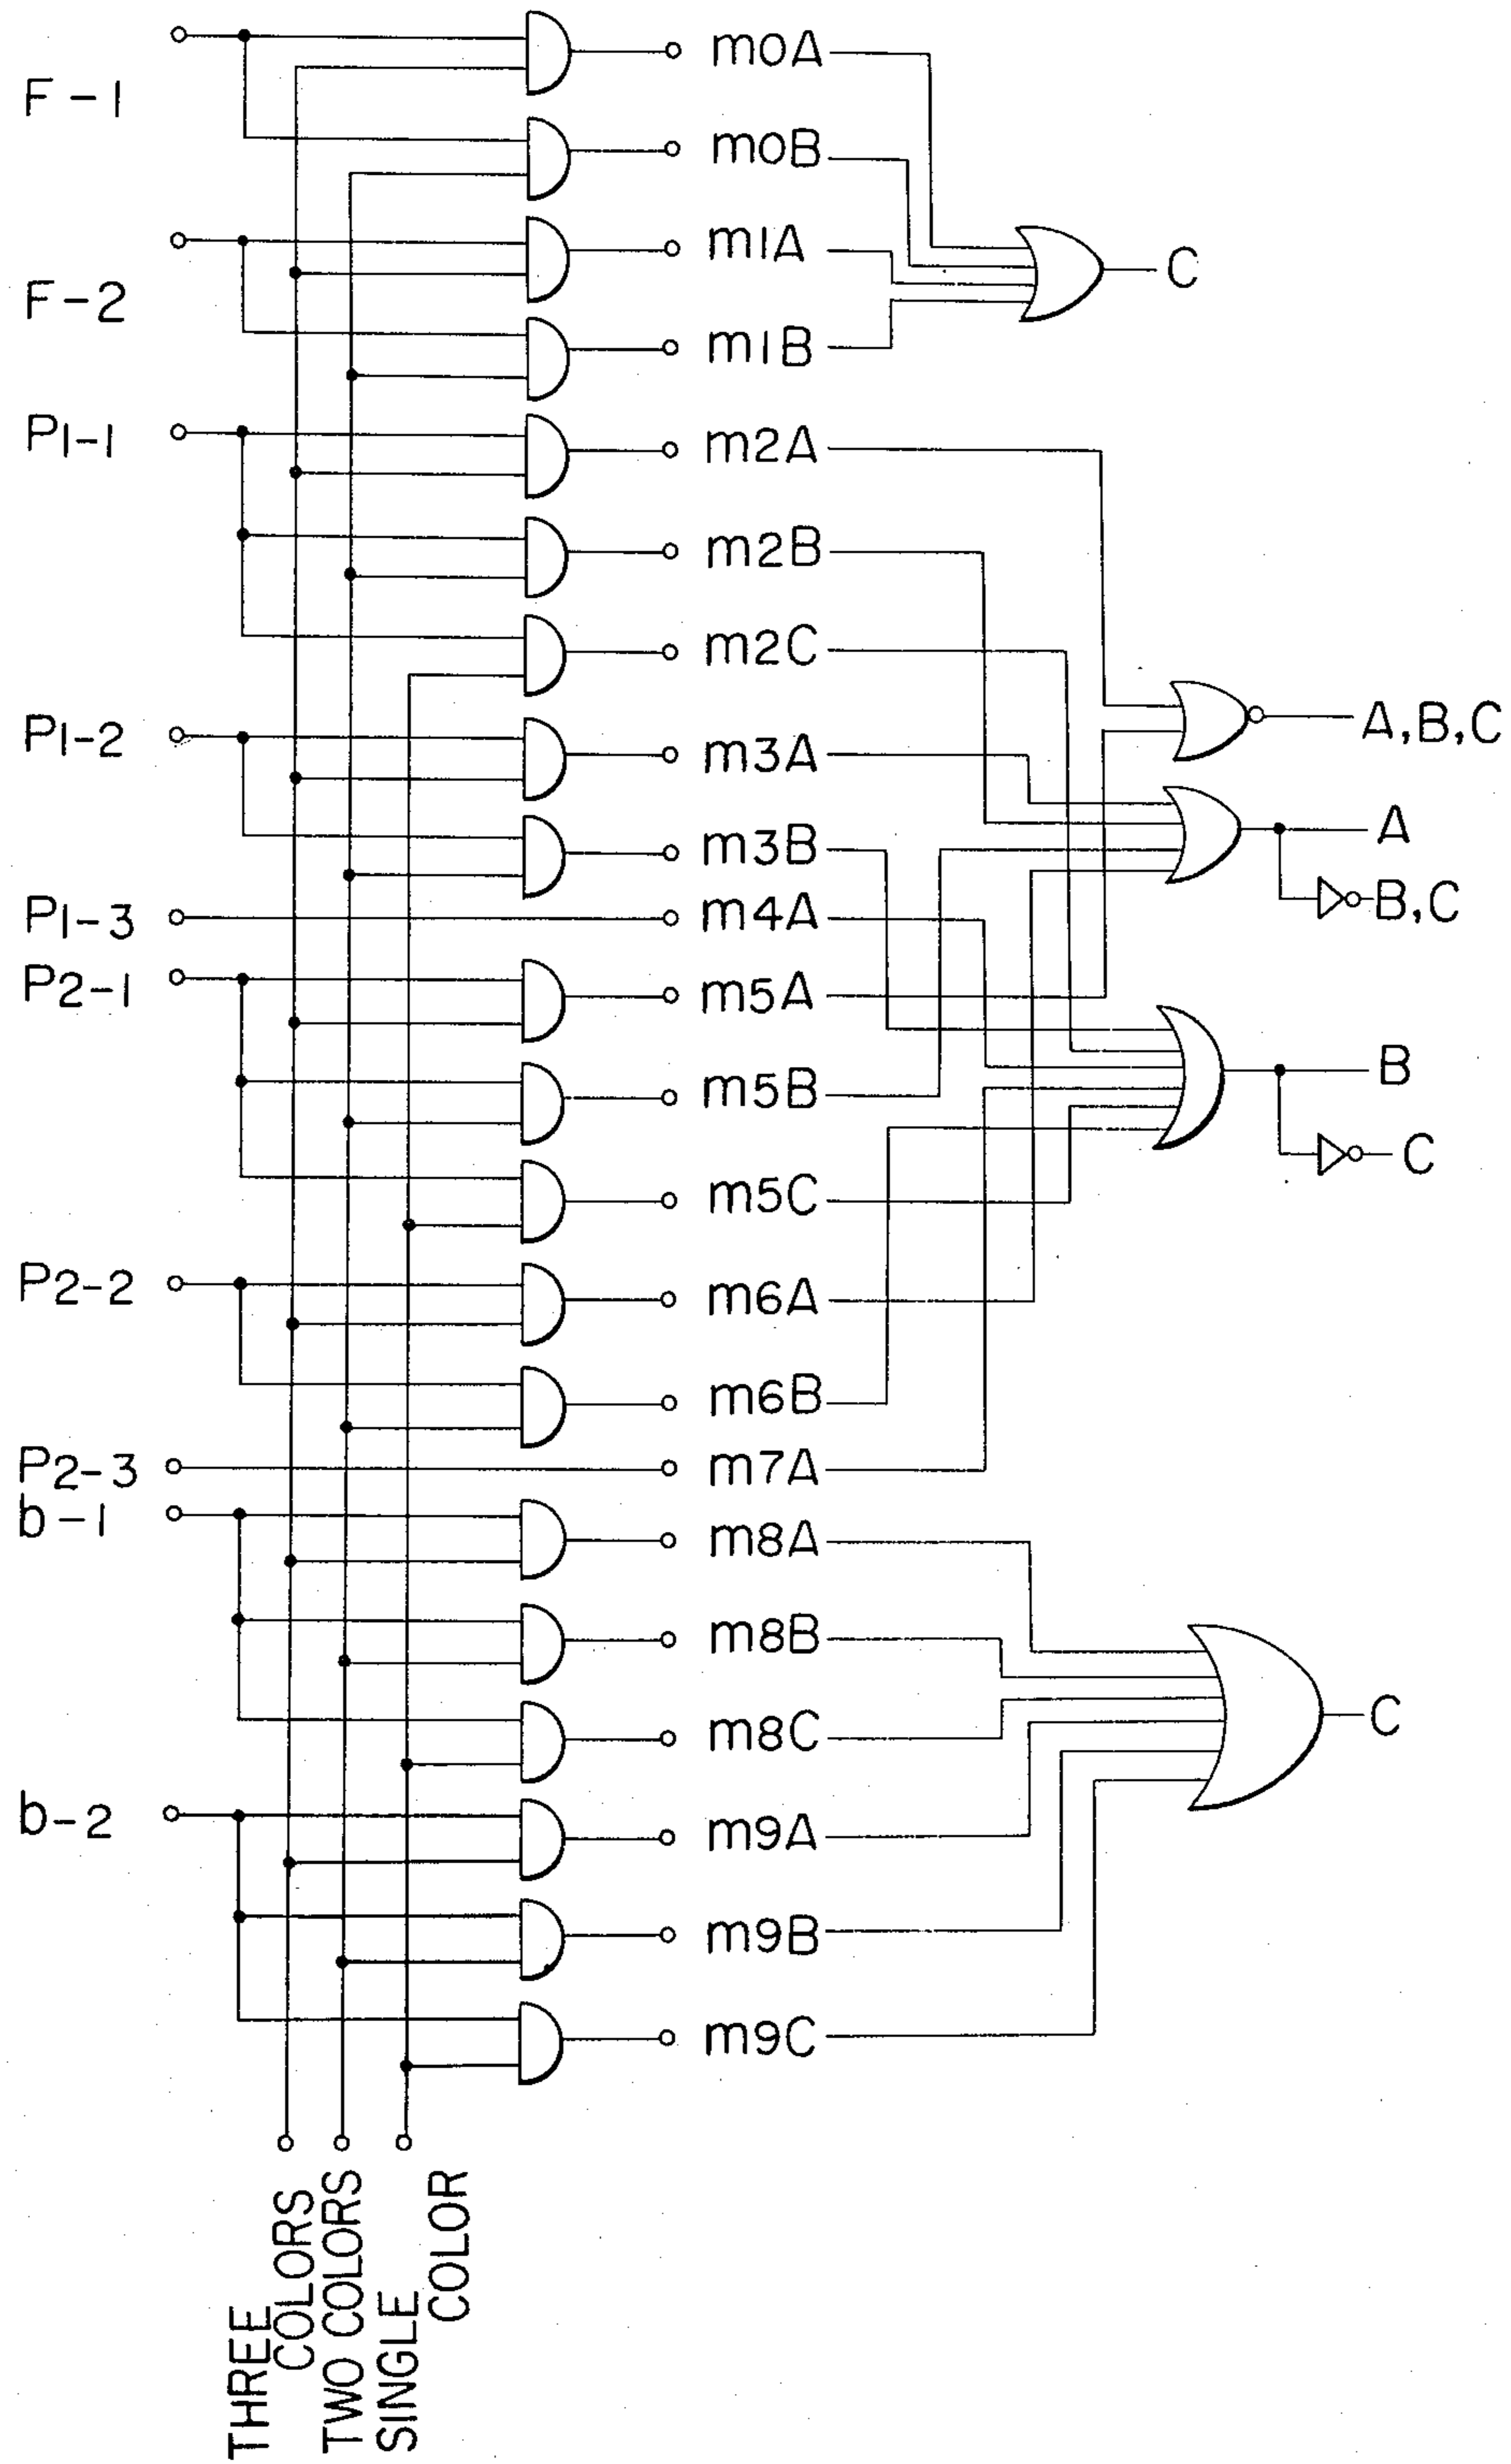 F-1
m0A
m0B
F-2
m1A
C
m1B
P1-1
m2A
m2B
m2C
P1-2
m3A
A,B,C
m3B
A
P1-3
m4A
B,C
P2-1
m5A
m5B
B
m5C
C
P2-2
m6A
m6B
P2-3
m7A
b-1
m8A
m8B
m8C
C
b-2
m9A
m9B
m9C
THREE
COLORS
TWO COLORS
SINGLE
COLOR